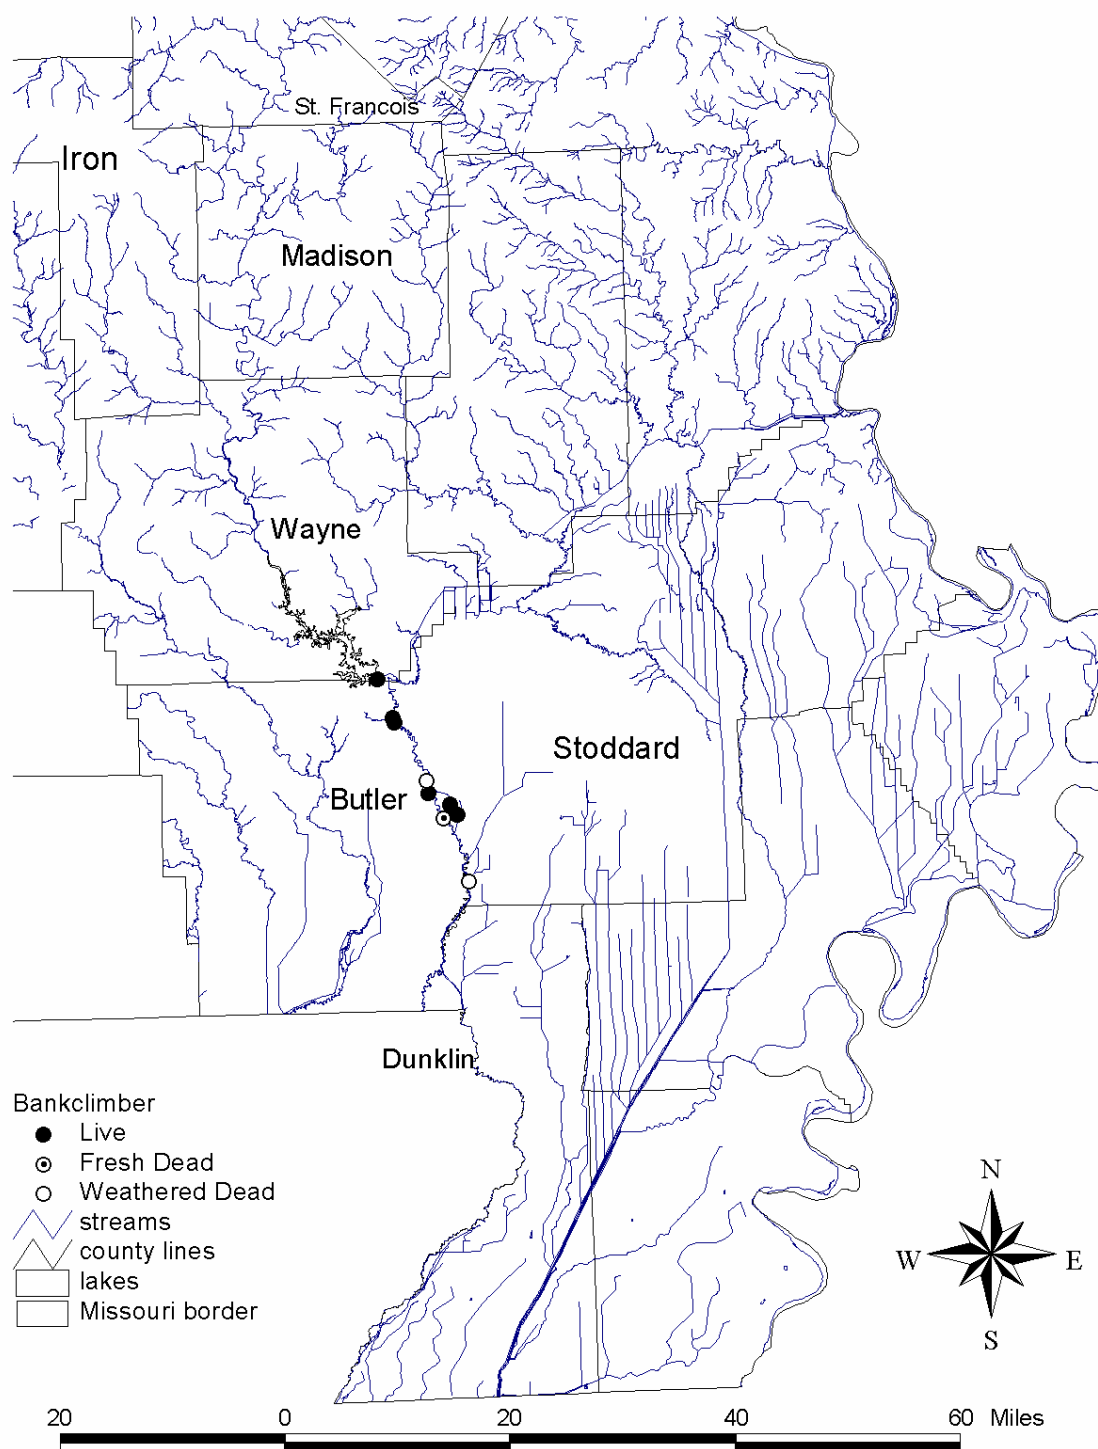 St. Francois
Iron
Madison
Wayne
Stoddard
Butler
Dunklin
Bankclimber
Live
Fresh Dead
Weathered Dead
streams
county lines
lakes
Missouri border
N
W E
S
20 0 20 40 60 Miles